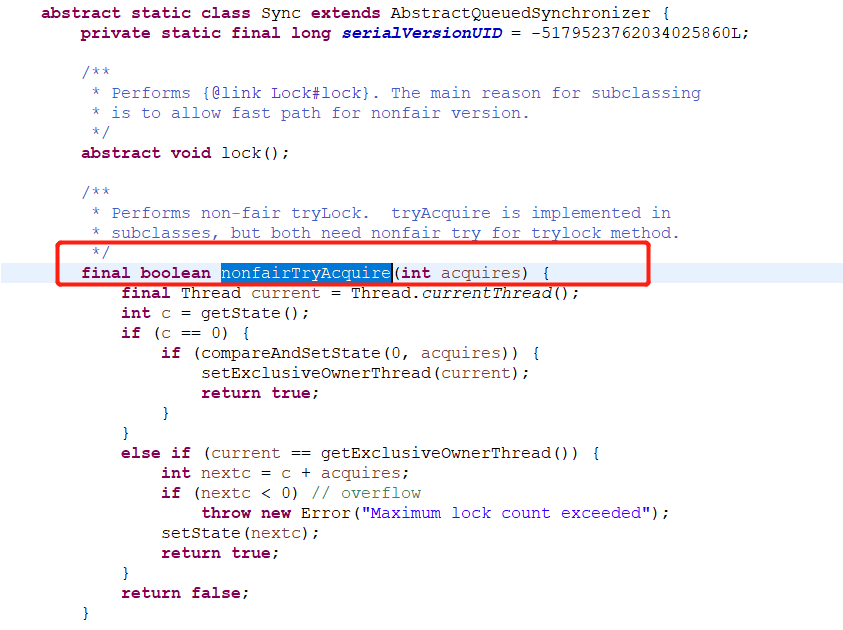 abstract static class Sync extends AbstractQueuedSynchronizer {
    private static final long serialVersionUID = -5179523762034025860L;

    /**
     * Performs {@link Lock#lock}. The main reason for subclassing
     * is to allow fast path for nonfair version.
     */
    abstract void lock();

    /**
     * Performs non-fair tryLock.  tryAcquire is implemented in
     * subclasses, but both need nonfair try for trylock method.
     */
    final boolean nonfairTryAcquire(int acquires) {
        final Thread current = Thread.currentThread();
        int c = getState();
        if (c == 0) {
            if (compareAndSetState(0, acquires)) {
                setExclusiveOwnerThread(current);
                return true;
            }
        }
        else if (current == getExclusiveOwnerThread()) {
            int nextc = c + acquires;
            if (nextc < 0) // overflow
                throw new Error("Maximum lock count exceeded");
            setState(nextc);
            return true;
        }
        return false;
    }